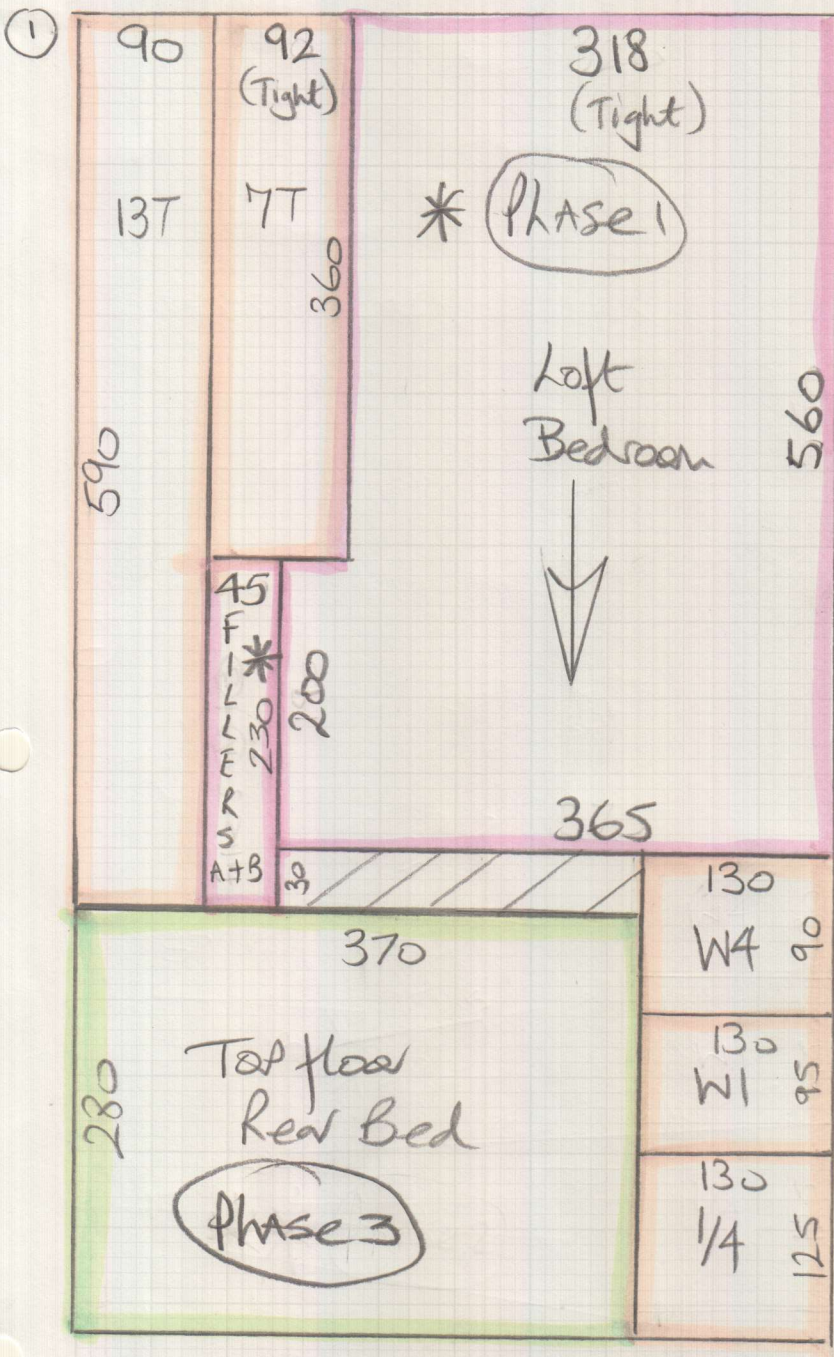 1
90
92
(Tight)
318
(Tight)
13T
7T
* Phase 1
360
Loft
Bedroom
590
560
45
FILLERS
*
230
200
A+B
30
365
130
W4
90
370
130
W1
95
Top floor
Rear Bed
280
Phase 3
130
1/4
125